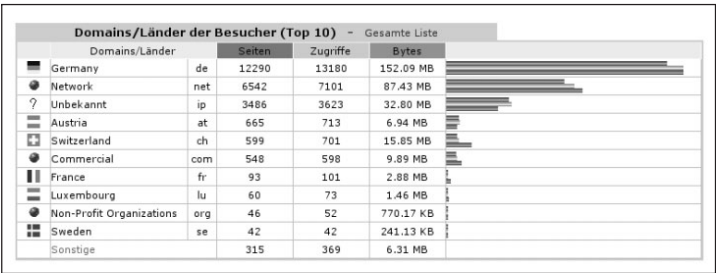 Domains/Länder der Besucher (Top 10) - Gesamte Liste
Domains/Länder Seiten Zugriffe Bytes
Germany de 12290 13180 152.09 MB
Network net 6542 7101 87.43 MB
? Unbekannt ip 3486 3623 32.80 MB
Austria at 665 713 6.94 MB
Switzerland ch 599 701 15.85 MB
Commercial com 548 598 9.89 MB
France fr 93 101 2.88 MB
Luxembourg lu 60 73 1.46 MB
Non-Profit Organizations org 46 52 770.17 KB
Sweden se 42 42 241.13 KB
Sonstige 315 369 6.31 MB